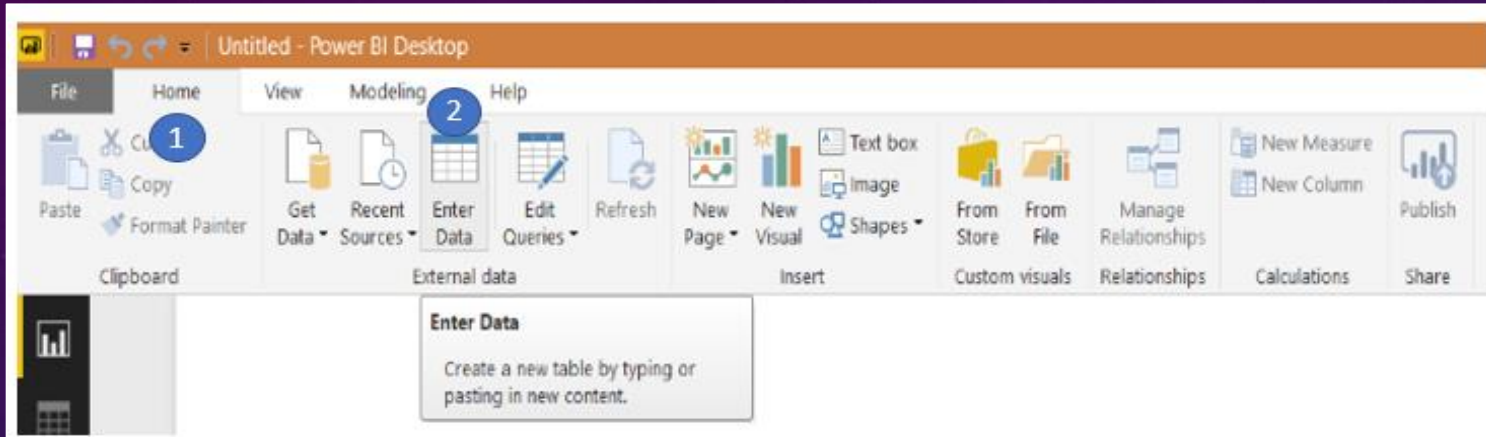 Untitled - Power BI Desktop
File Home View Modeling Help
1
2
Cu
Copy
Format Painter
Paste
Clipboard
Get Data
Recent Sources
Enter Data
Edit Queries
Refresh
External data
New Page
New Visual
Text box
Image
Shapes
Insert
From Store
From File
Custom visuals
Manage Relationships
Relationships
New Measure
New Column
Calculations
Publish
Share
Enter Data
Create a new table by typing or
pasting in new content.